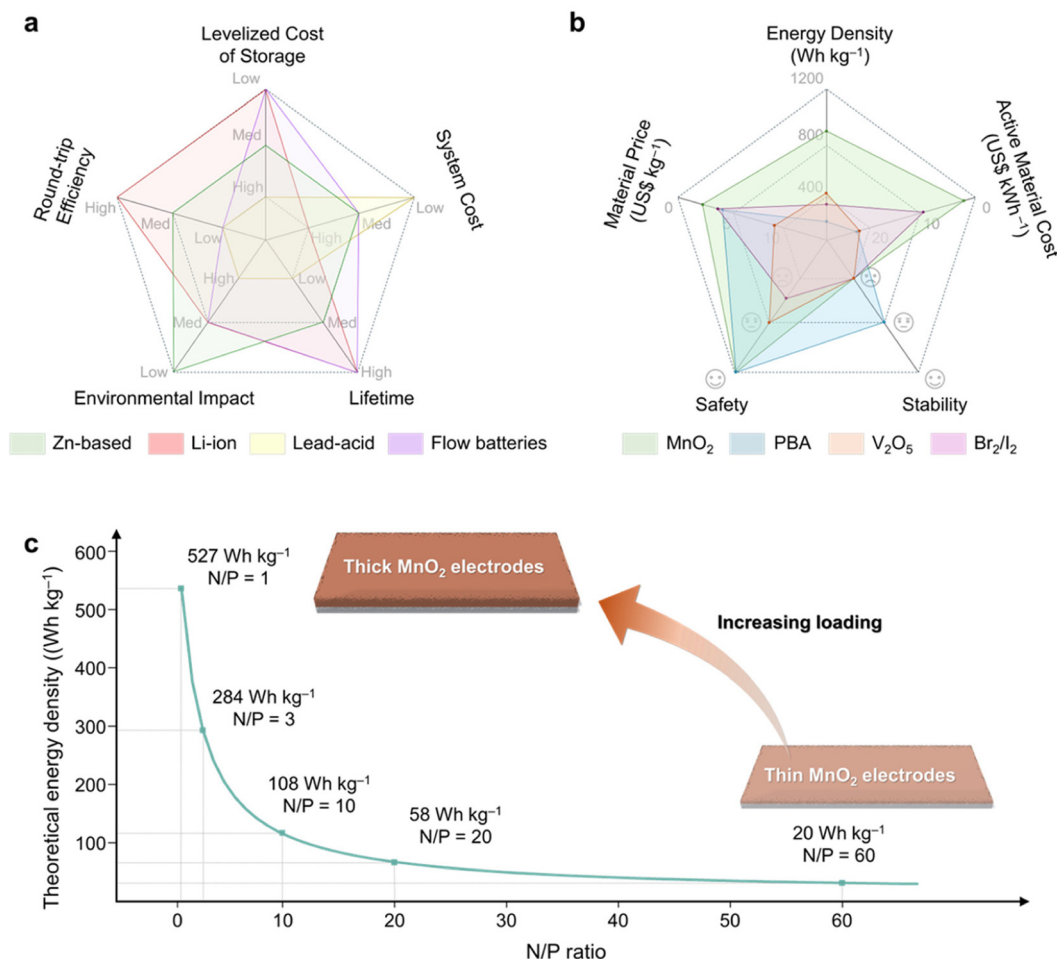 a
Levelized Cost
of Storage
Low
Med
High
Round-trip
Efficiency
High
Med
Low
System Cost
Low
Med
High
High
Med
Low
Environmental Impact
Low
Med
High
Lifetime
Zn-based
Li-ion
Lead-acid
Flow batteries
b
Energy Density
(Wh kg⁻¹)
1200
800
400
Material Price
(US$ kg⁻¹)
0
10
Active Material Cost
(US$ kWh⁻¹)
0
10
20
Safety
Stability
MnO₂
PBA
V₂O₅
Br₂/I₂
c
Theoretical energy density ((Wh kg⁻¹)
600
500
400
300
200
100
527 Wh kg⁻¹
N/P = 1
284 Wh kg⁻¹
N/P = 3
108 Wh kg⁻¹
N/P = 10
58 Wh kg⁻¹
N/P = 20
20 Wh kg⁻¹
N/P = 60
Thick MnO₂ electrodes
Increasing loading
Thin MnO₂ electrodes
0
10
20
30
40
50
60
N/P ratio